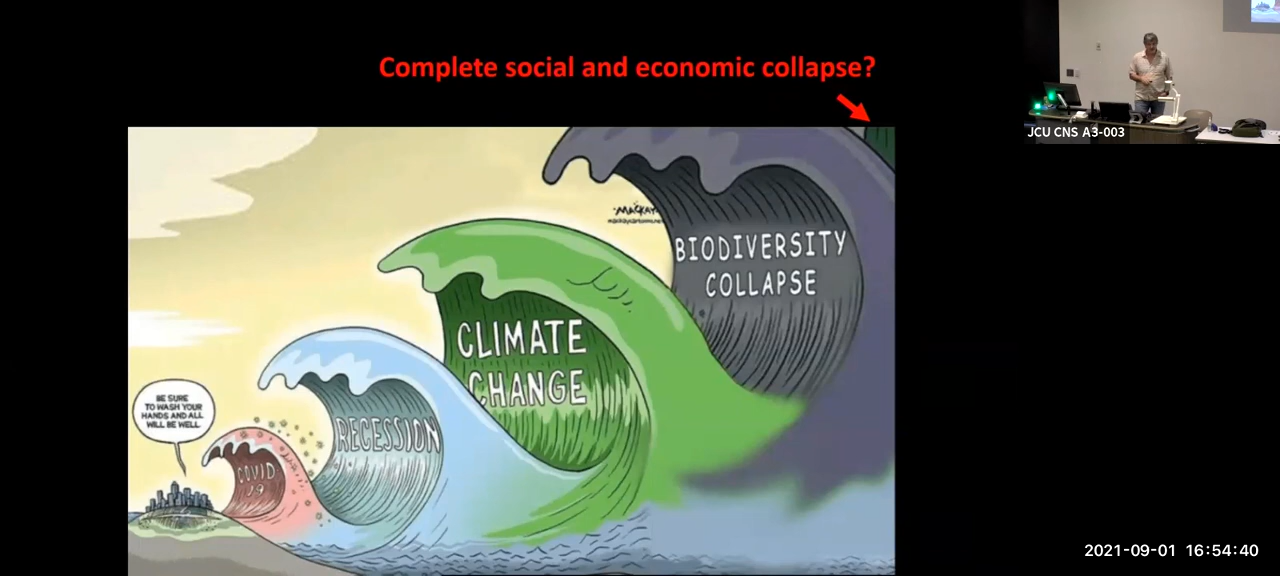 Complete social and economic collapse?
JCU CNS A3-003
MACKAY
BIODIVERSITY
COLLAPSE
CLIMATE
CHANGE
BE SURE
TO WASH YOUR
HANDS AND ALL
WILL BE WELL.
RECESSION
COVID
19
2021-09-01 16:54:40